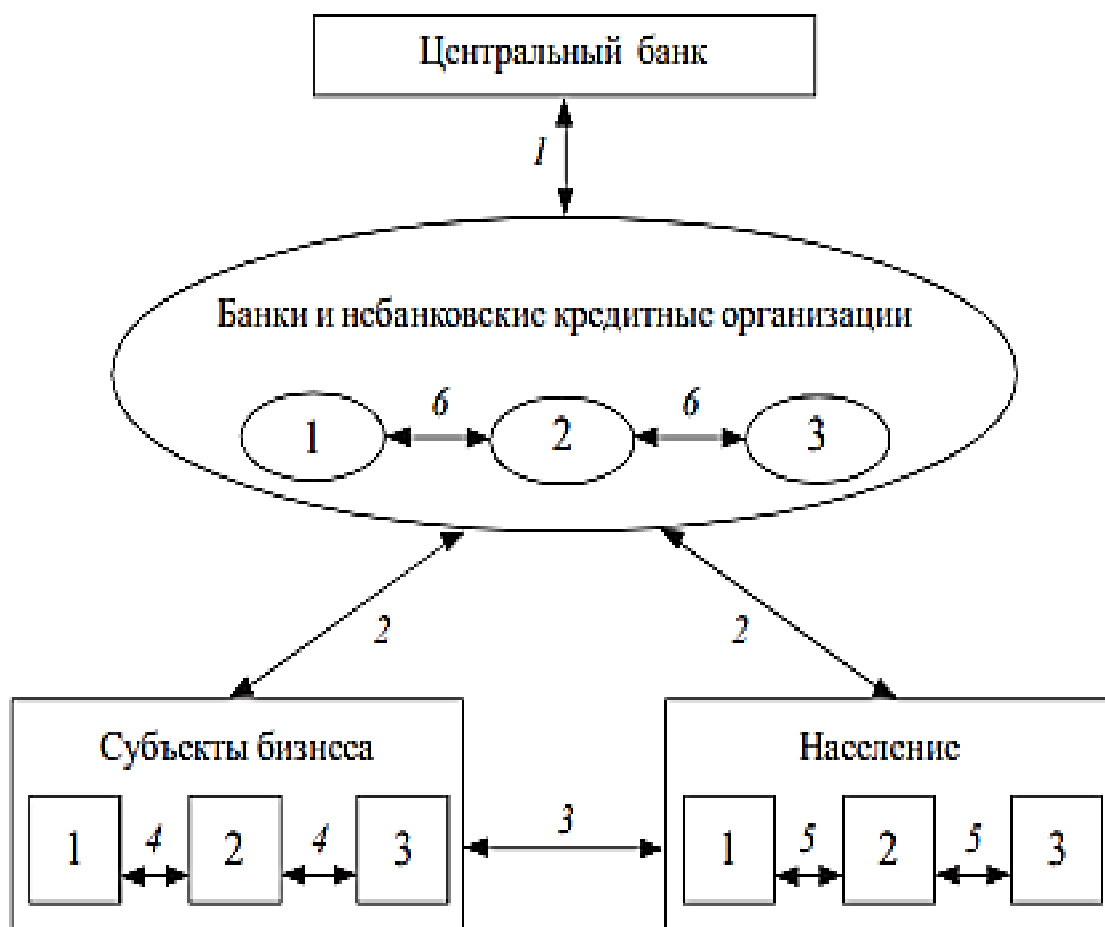 Центральный банк
1
Банки и небанковские кредитные организации
6 6
1 2 3
2 2
Субъекты бизнеса Население
3
4 4 5 5
1 2 3 1 2 3